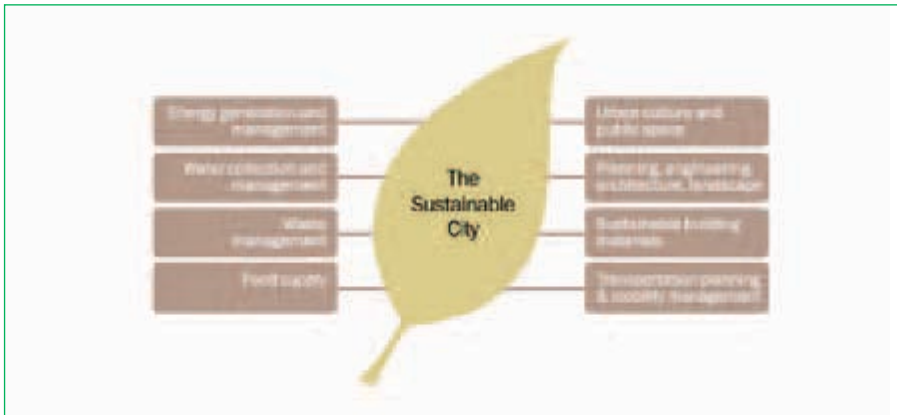 Energy generation and
management
Water collection and
management
Waste
management
Food supply
The
Sustainable
City
Urban culture and
public space
Planning, engineering,
architecture, landscape
Sustainable building
materials
Transportation planning
& mobility management